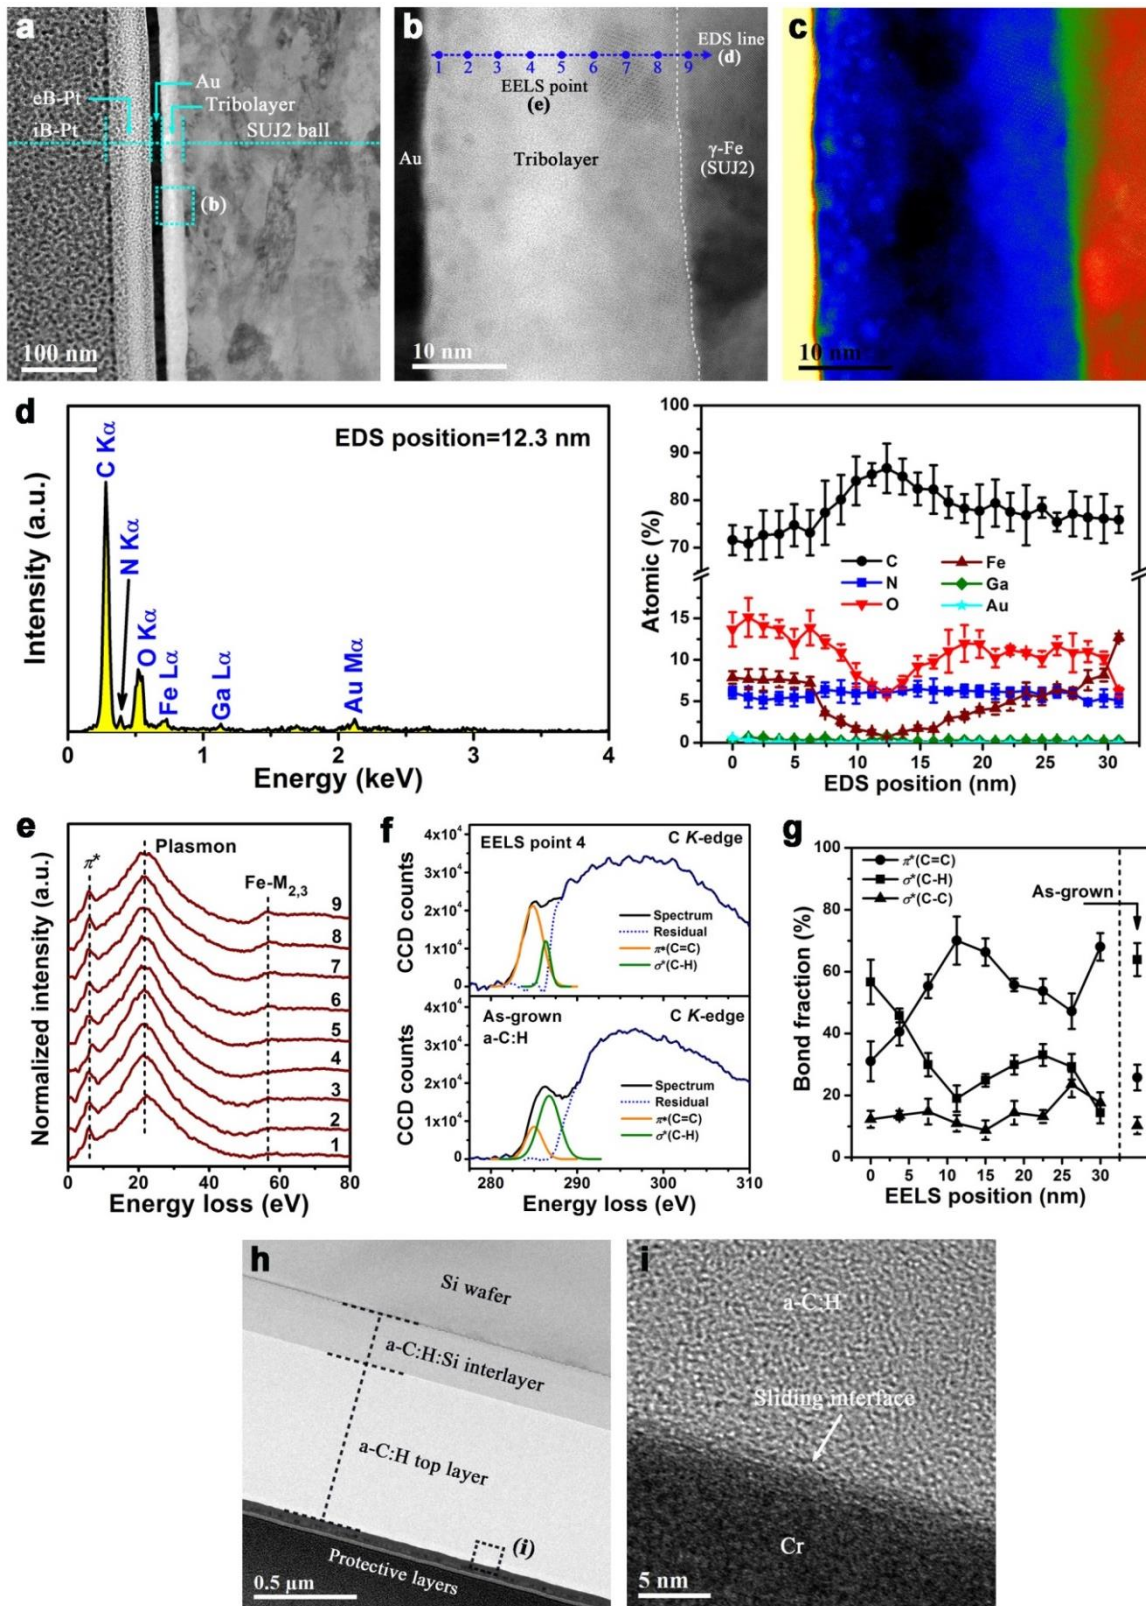 a
eB-Pt
iB-Pt
Au
Tribolayer
SUJ2 ball
(b)
100 nm
b
EDS line
(d)
1 2 3 4 5 6 7 8 9
EELS point
(e)
Au
Tribolayer
γ-Fe
(SUJ2)
10 nm
c
10 nm
d
EDS position=12.3 nm
C Kα
N Kα
O Kα
Fe Lα
Ga Lα
Au Mα
Intensity (a.u.)
0 1 2 3 4
Energy (keV)
100
90
80
70
15
10
5
0
Atomic (%)
C
N
O
Fe
Ga
Au
0 5 10 15 20 25 30
EDS position (nm)
e
π*
Plasmon
Fe-M2,3
9
8
7
6
5
4
3
2
1
Normalized intensity (a.u.)
0 20 40 60 80
Energy loss (eV)
f
4x10⁴
3x10⁴
2x10⁴
1x10⁴
0
CCD counts
EELS point 4
C K-edge
Spectrum
Residual
π*(C=C)
σ*(C-H)
4x10⁴
3x10⁴
2x10⁴
1x10⁴
0
CCD counts
As-grown
a-C:H
C K-edge
Spectrum
Residual
π*(C=C)
σ*(C-H)
280 290 300 310
Energy loss (eV)
g
100
80
60
40
20
0
Bond fraction (%)
π*(C=C)
σ*(C-H)
σ*(C-C)
As-grown
0 5 10 15 20 25 30
EELS position (nm)
h
Si wafer
a-C:H:Si interlayer
a-C:H top layer
(i)
Protective layers
0.5 µm
i
a-C:H
Sliding interface
Cr
5 nm